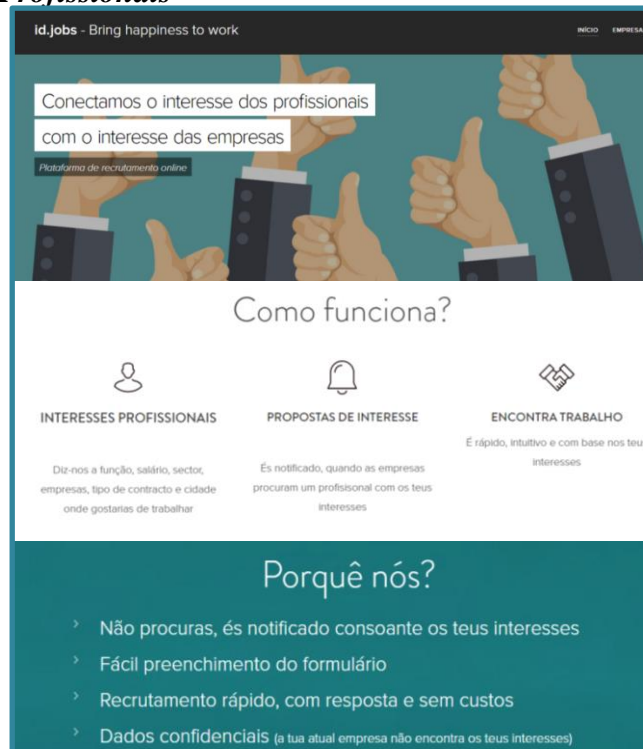 Profissionais
id.jobs - Bring happiness to work
INÍCIO EMPRESA
Conectamos o interesse dos profissionais
com o interesse das empresas
Plataforma de recrutamento online
Como funciona?
INTERESSES PROFISSIONAIS
Diz-nos a função, salário, sector,
empresas, tipo de contracto e cidade
onde gostarias de trabalhar
PROPOSTAS DE INTERESSE
És notificado, quando as empresas
procuram um profisisonal com os teus
interesses
ENCONTRA TRABALHO
É rápido, intuitivo e com base nos teu
interesses
Porquê nós?
Não procuras, és notificado consoante os teus interesses
Fácil preenchimento do formulário
Recrutamento rápido, com resposta e sem custos
Dados confidenciais (a tua atual empresa não encontra os teus interesses)